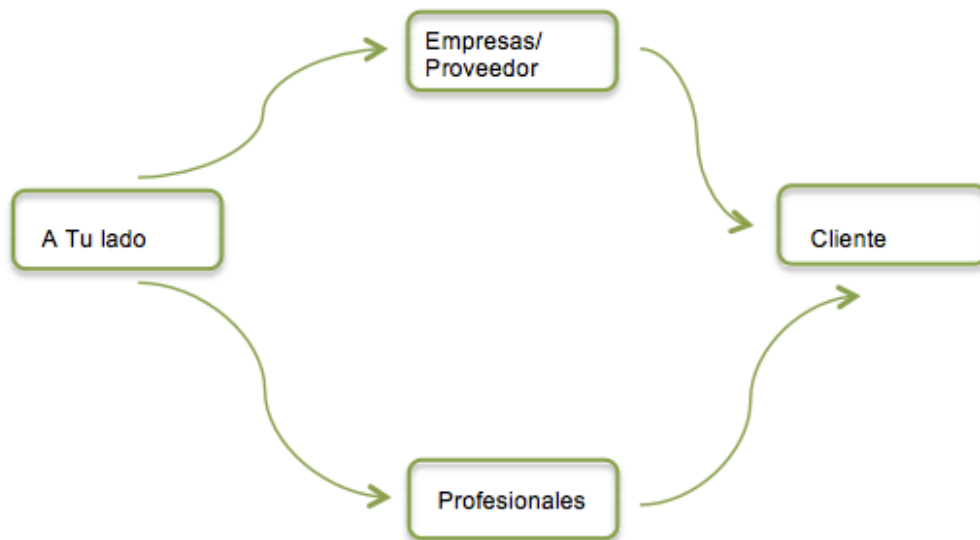 Empresas/
Proveedor
A Tu lado
Cliente
Profesionales